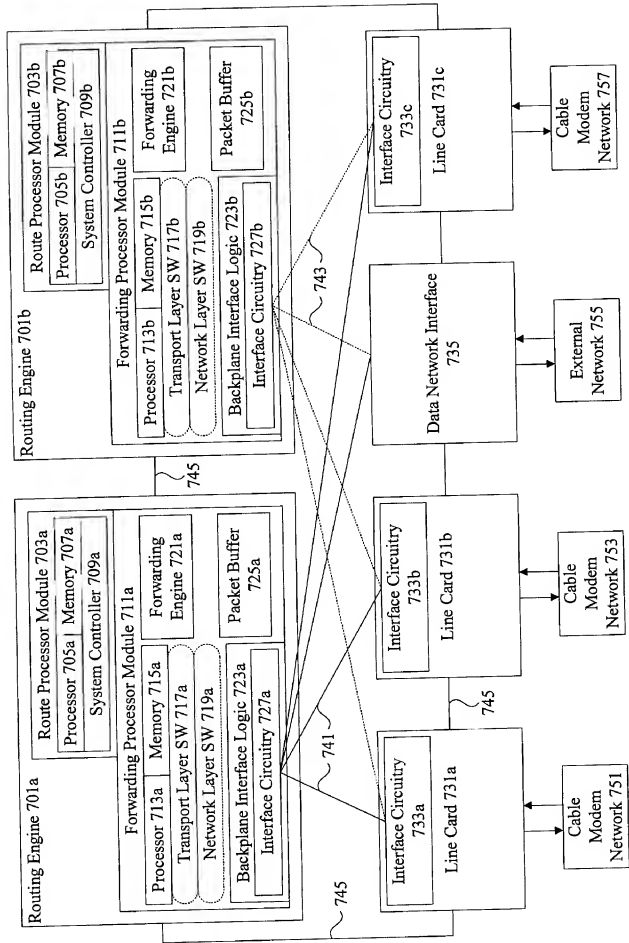 Routing Engine 701a
Route Processor Module 703a
Processor 705a
Memory 707a
System Controller 709a
Forwarding Processor Module 711a
Processor 713a
Memory 715a
Transport Layer SW 717a
Network Layer SW 719a
Forwarding
Engine 721a
Backplane Interface Logic 723a
Interface Circuitry 727a
Packet Buffer
725a
745
Routing Engine 701b
Route Processor Module 703b
Processor 705b
Memory 707b
System Controller 709b
Forwarding Processor Module 711b
Processor 713b
Memory 715b
Transport Layer SW 717b
Network Layer SW 719b
Forwarding
Engine 721b
Backplane Interface Logic 723b
Interface Circuitry 727b
Packet Buffer
725b
741
743
745
Interface Circuitry
733a
Line Card 731a
745
Interface Circuitry
733b
Line Card 731b
Data Network Interface
735
Interface Circuitry
733c
Line Card 731c
Cable
Modem
Network 751
Cable
Modem
Network 753
External
Network 755
Cable
Modem
Network 757